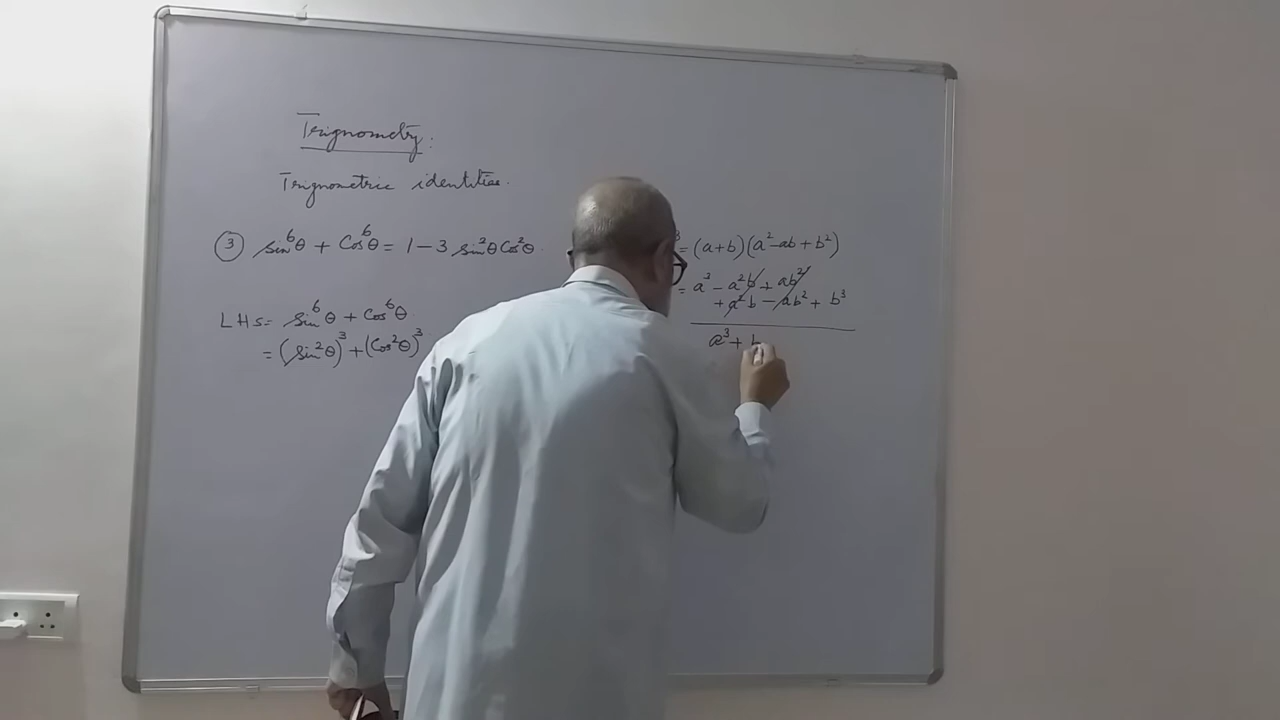 Trignometry:
Trignometric identities.
③ sin⁶θ + Cos⁶θ = 1 − 3 sin²θ Cos²θ.
LHS = sin⁶θ + Cos⁶θ
= (sin²θ)³ + (Cos²θ)³
³ = (a+b)(a² − ab + b²)
= a³ − a²b + ab²
+ a²b − ab² + b³
a³ + b